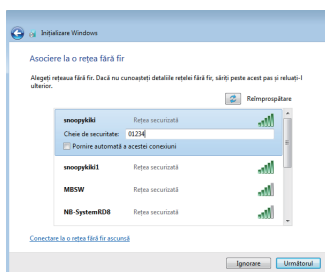 Inițializare Windows
Asociere la o rețea fără fir
Alegeți rețeaua fără fir. Dacă nu cunoașteți detaliile rețelei fără fir, săriți peste acest pas și reluați-l
ulterior.
Reîmprospătare
snoopykiki Rețea securizată
Cheie de securitate: 01234
Pornire automată a acestei conexiuni
snoopykiki1 Rețea securizată
MBSW Rețea securizată
NB-SystemRD8 Rețea securizată
Conectare la o rețea fără fir ascunsă
Ignorare Următorul